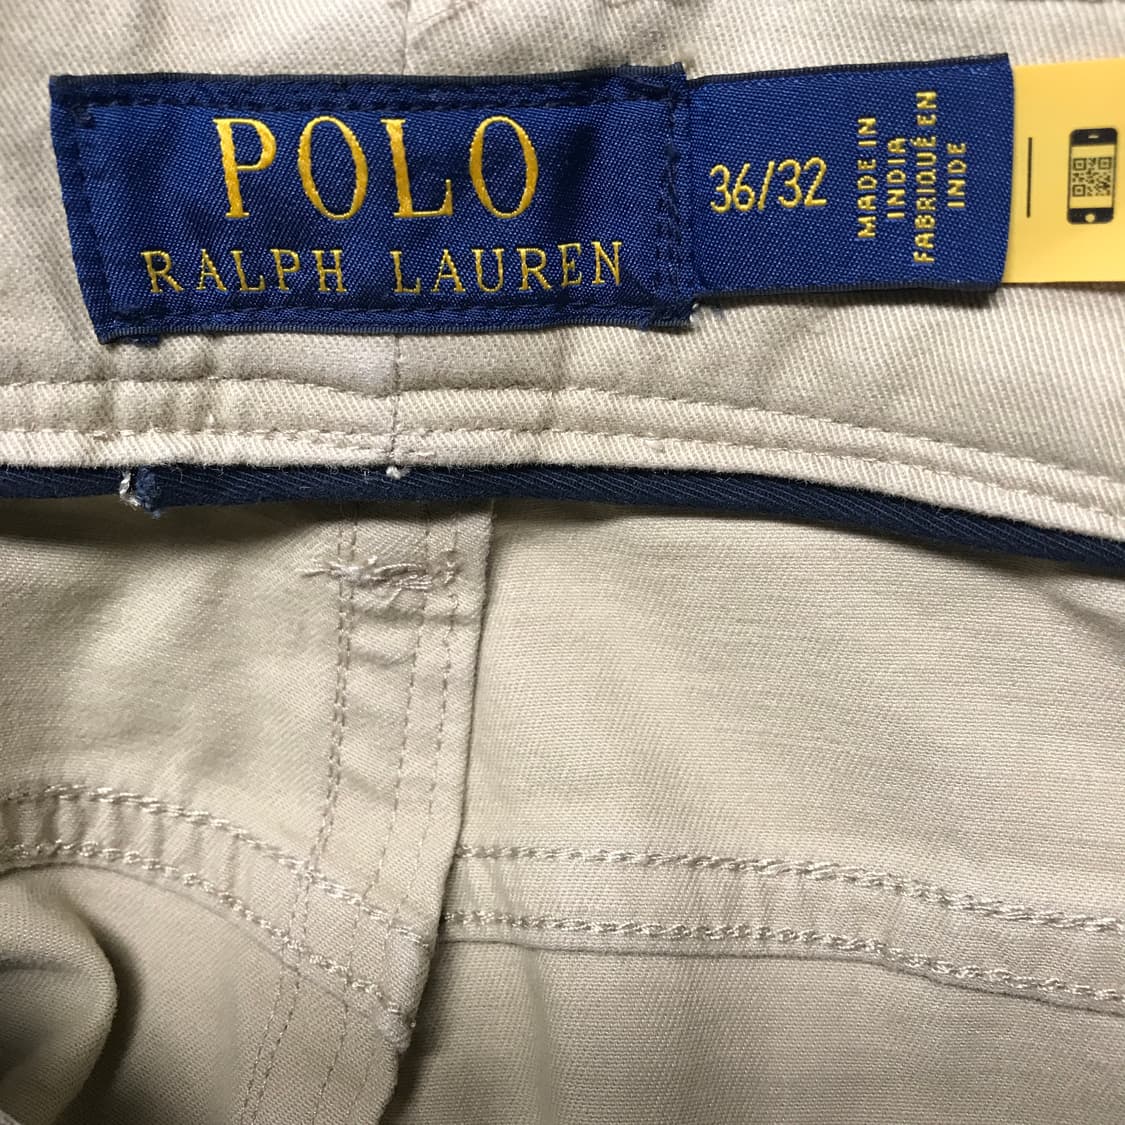 POLO
RALPH LAUREN
36/32
MADE IN
INDIA
FABRIQUÉ EN
INDE